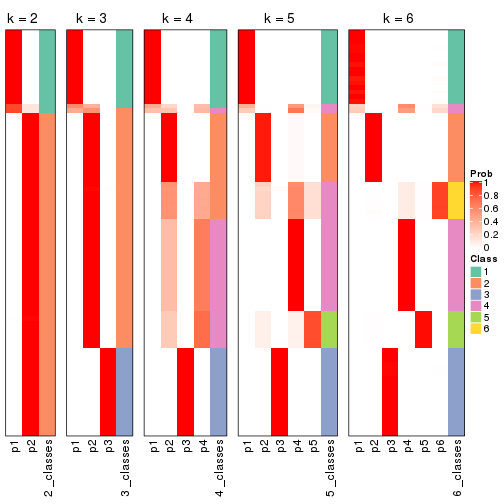 k = 2
k = 3
k = 4
k = 5
k = 6
Prob
1
0.8
0.6
0.4
0.2
0
Class
1
2
3
4
5
6
p1
p2
2_classes
p1
p2
p3
3_classes
p1
p2
p3
p4
4_classes
p1
p2
p3
p4
p5
5_classes
p1
p2
p3
p4
p5
p6
6_classes